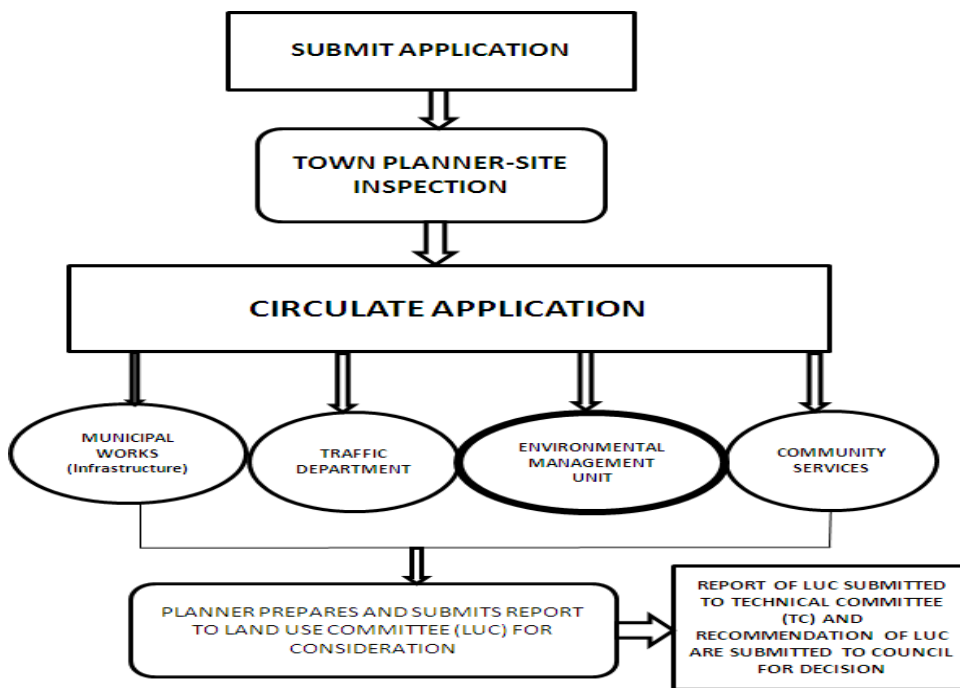 SUBMIT APPLICATION
TOWN PLANNER-SITE
INSPECTION
CIRCULATE APPLICATION
MUNICIPAL
WORKS
(Infrastructure)
TRAFFIC
DEPARTMENT
ENVIRONMENTAL
MANAGEMENT
UNIT
COMMUNITY
SERVICES
PLANNER PREPARES AND SUBMITS REPORT
TO LAND USE COMMITTEE (LUC) FOR
CONSIDERATION
REPORT OF LUC SUBMITTED
TO TECHNICAL COMMITTEE
(TC) AND
RECOMMENDATION OF LUC
ARE SUBMITTED TO COUNCIL
FOR DECISION